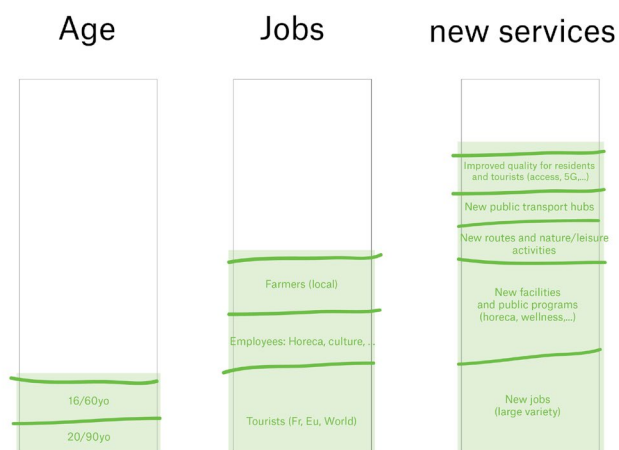 Age
Jobs
new services
16/60yo
20/90yo
Farmers (local)
Employees: Horeca, culture, ..
Tourists (Fr, Eu, World)
Improved quality for residents
and tourists (access, 5G,...)
New public transport hubs
New routes and nature/leisure
activities
New facilities
and public programs
(horeca, wellness,...)
New jobs
(large variety)